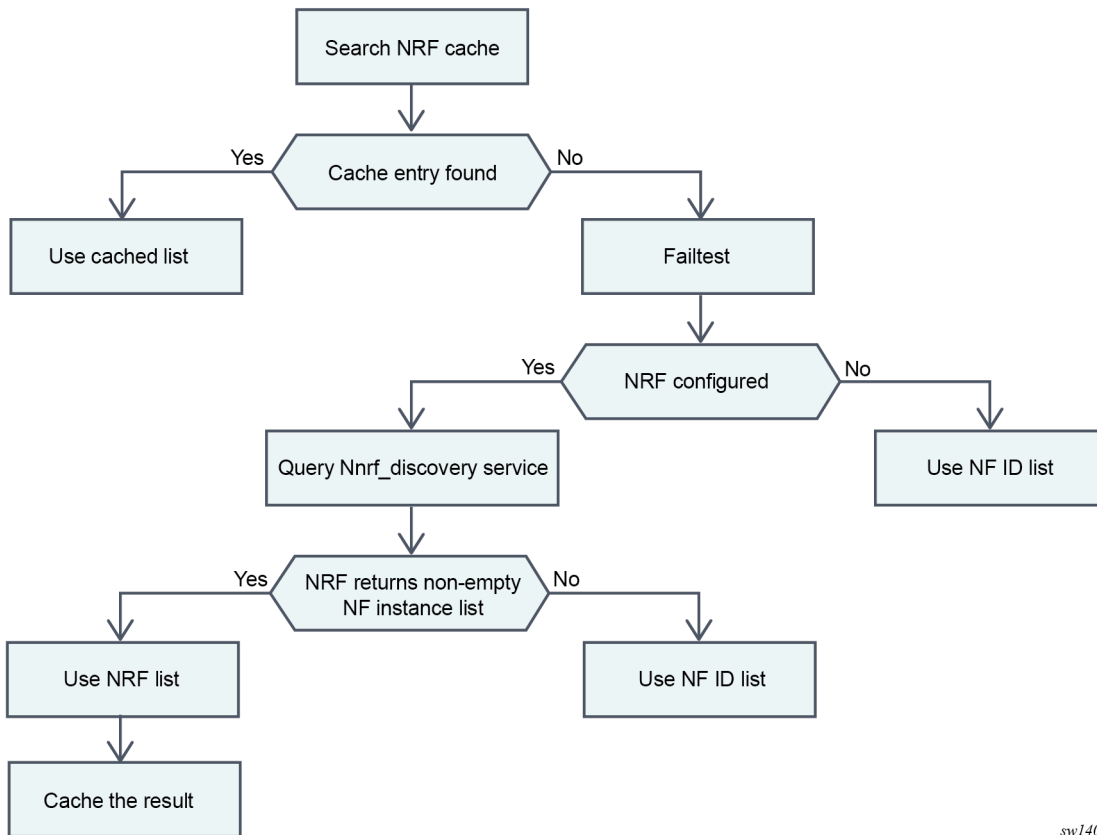 Search NRF cache
Yes
Cache entry found
No
Use cached list
Failtest
Yes
NRF configured
No
Query Nnrf_discovery service
Use NF ID list
Yes
NRF returns non-empty
NF instance list
No
Use NRF list
Use NF ID list
Cache the result
sw140